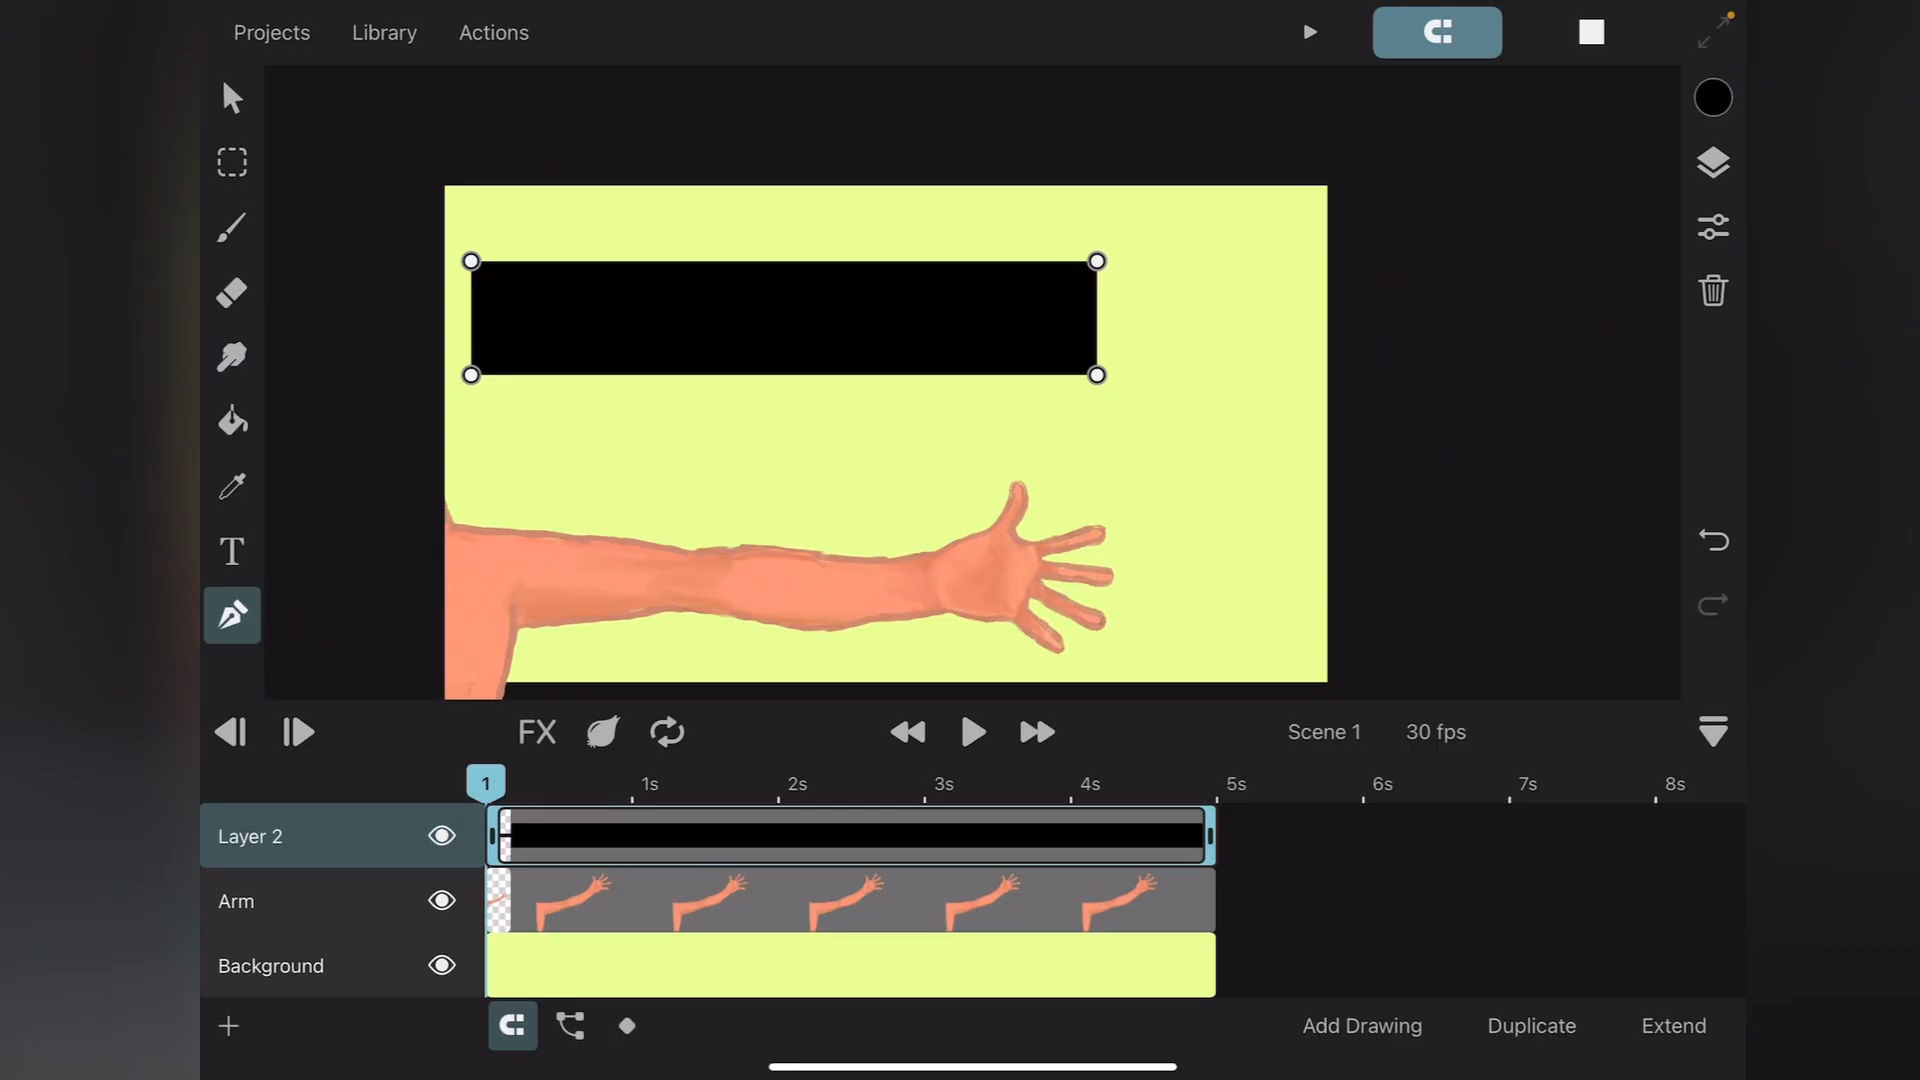 Projects Library Actions
T
FX Scene 1 30 fps
1 1s 2s 3s 4s 5s 6s 7s 8s
Layer 2
Arm
Background
Add Drawing Duplicate Extend